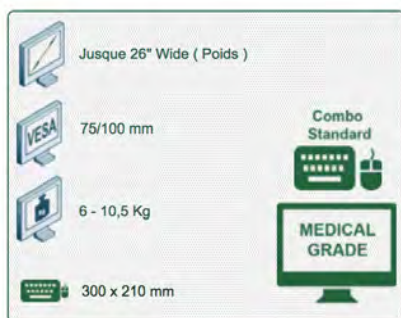 Jusque 26" Wide ( Poids )
VESA
75/100 mm
6 - 10,5 Kg
300 x 210 mm
Combo
Standard
MEDICAL
GRADE